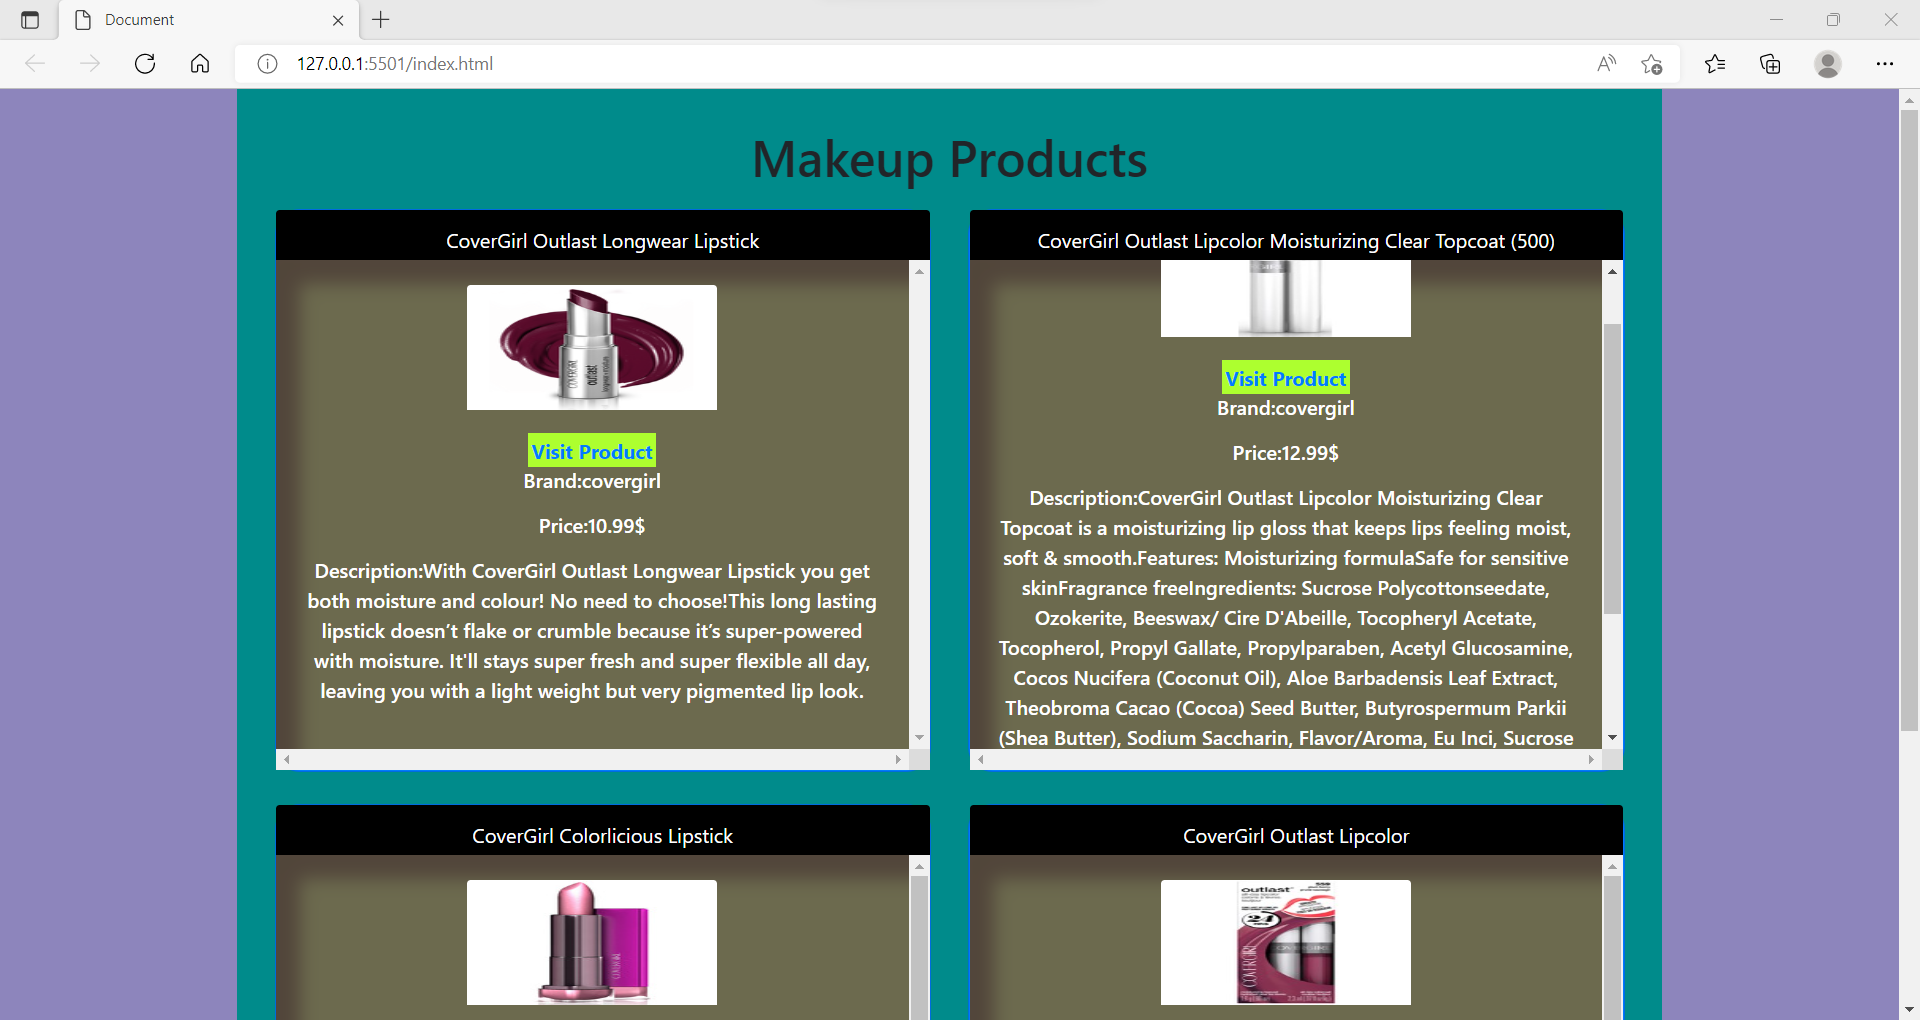 Document
127.0.0.1:5501/index.html
Makeup Products
CoverGirl Outlast Longwear Lipstick
COVERGIRL
outlast
Visit Product
Brand:covergirl
Price:10.99$
Description:With CoverGirl Outlast Longwear Lipstick you get
both moisture and colour! No need to choose!This long lasting
lipstick doesn’t flake or crumble because it’s super-powered
with moisture. It'll stays super fresh and super flexible all day,
leaving you with a light weight but very pigmented lip look.
CoverGirl Outlast Lipcolor Moisturizing Clear Topcoat (500)
Visit Product
Brand:covergirl
Price:12.99$
Description:CoverGirl Outlast Lipcolor Moisturizing Clear
Topcoat is a moisturizing lip gloss that keeps lips feeling moist,
soft & smooth.Features: Moisturizing formulaSafe for sensitive
skinFragrance freeIngredients: Sucrose Polycottonseedate,
Ozokerite, Beeswax/ Cire D'Abeille, Tocopheryl Acetate,
Tocopherol, Propyl Gallate, Propylparaben, Acetyl Glucosamine,
Cocos Nucifera (Coconut Oil), Aloe Barbadensis Leaf Extract,
Theobroma Cacao (Cocoa) Seed Butter, Butyrospermum Parkii
(Shea Butter), Sodium Saccharin, Flavor/Aroma, Eu Inci, Sucrose
CoverGirl Colorlicious Lipstick
COVERGIRL
CoverGirl Outlast Lipcolor
outlast
24
COVERGIRL